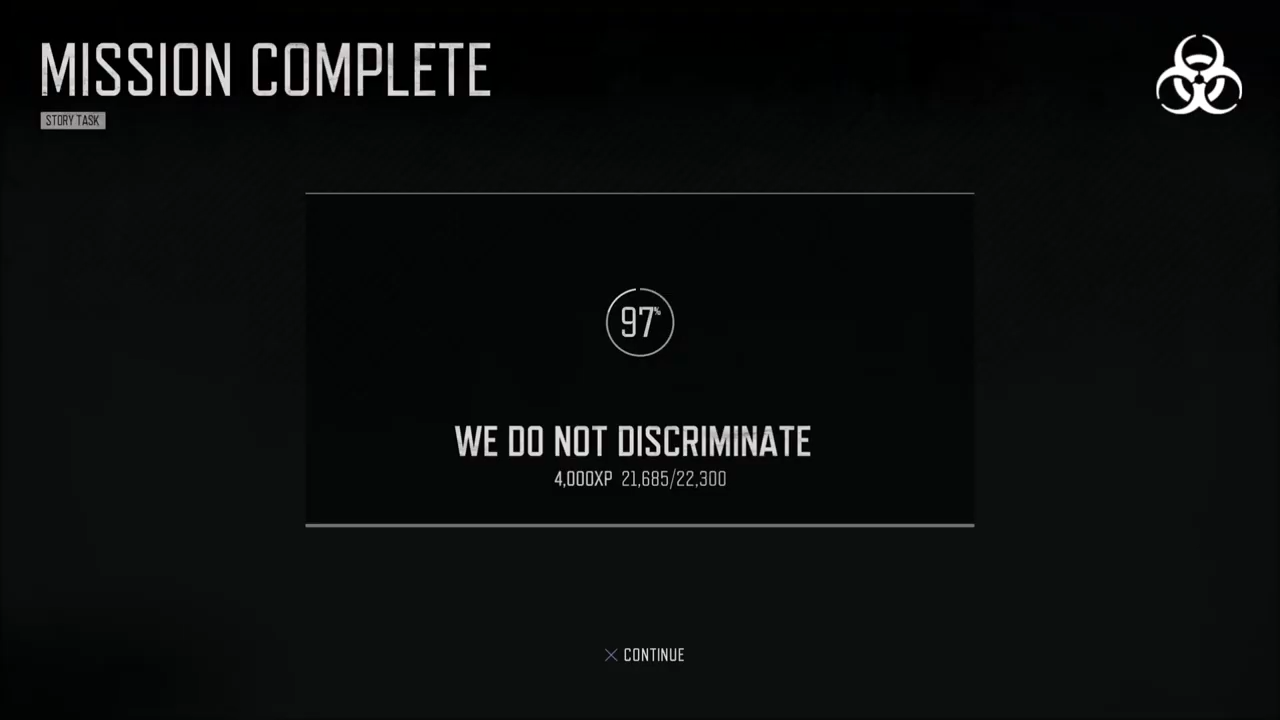 MISSION COMPLETE
STORY TASK
97%
WE DO NOT DISCRIMINATE
4,000XP 21,685/22,300
CONTINUE